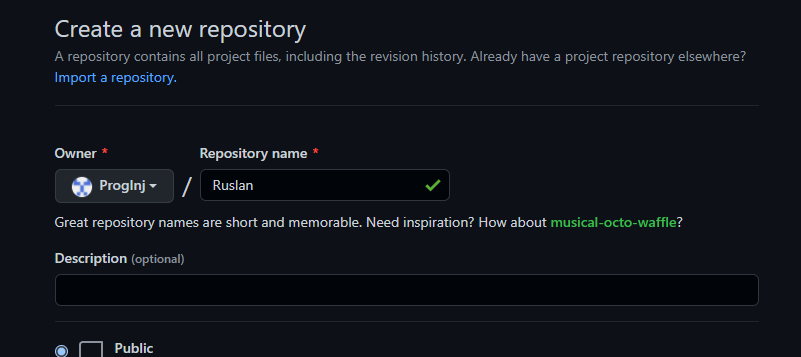 Create a new repository
A repository contains all project files, including the revision history. Already have a project repository elsewhere?
Import a repository.
Owner * Repository name *
ProgInj / Ruslan
Great repository names are short and memorable. Need inspiration? How about musical-octo-waffle?
Description (optional)
Public